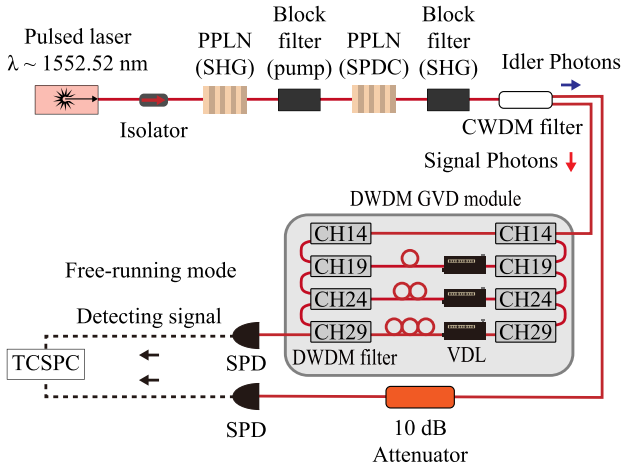 Pulsed laser
λ ~ 1552.52 nm
Isolator
PPLN
(SHG)
Block
filter
(pump)
PPLN
(SPDC)
Block
filter
(SHG)
Idler Photons
CWDM filter
Signal Photons
DWDM GVD module
CH14 CH14
CH19 CH19
CH24 CH24
CH29 CH29
DWDM filter VDL
Free-running mode
Detecting signal
SPD
TCSPC
SPD
10 dB
Attenuator